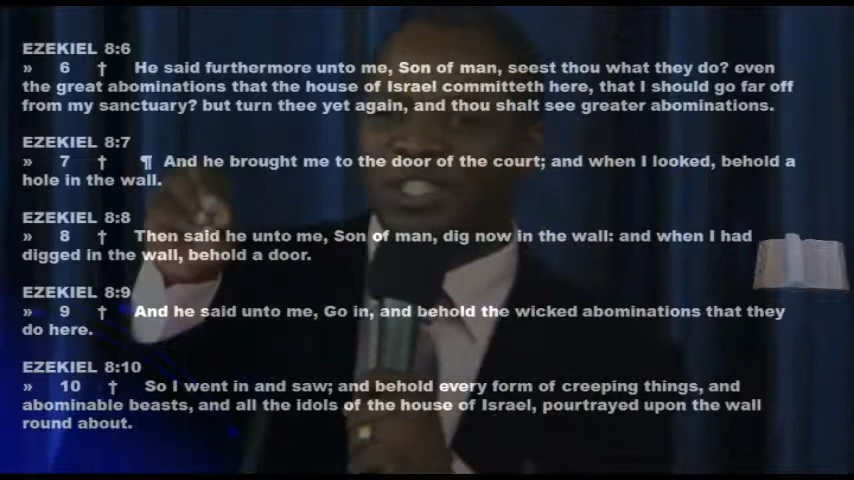 EZEKIEL 8:6
» 6 † He said furthermore unto me, Son of man, seest thou what they do? even
the great abominations that the house of Israel committeth here, that I should go far off
from my sanctuary? but turn thee yet again, and thou shalt see greater abominations.
EZEKIEL 8:7
» 7 † ¶ And he brought me to the door of the court; and when I looked, behold a
hole in the wall.
EZEKIEL 8:8
» 8 † Then said he unto me, Son of man, dig now in the wall: and when I had
digged in the wall, behold a door.
EZEKIEL 8:9
» 9 † And he said unto me, Go in, and behold the wicked abominations that they
do here.
EZEKIEL 8:10
» 10 † So I went in and saw; and behold every form of creeping things, and
abominable beasts, and all the idols of the house of Israel, pourtrayed upon the wall
round about.